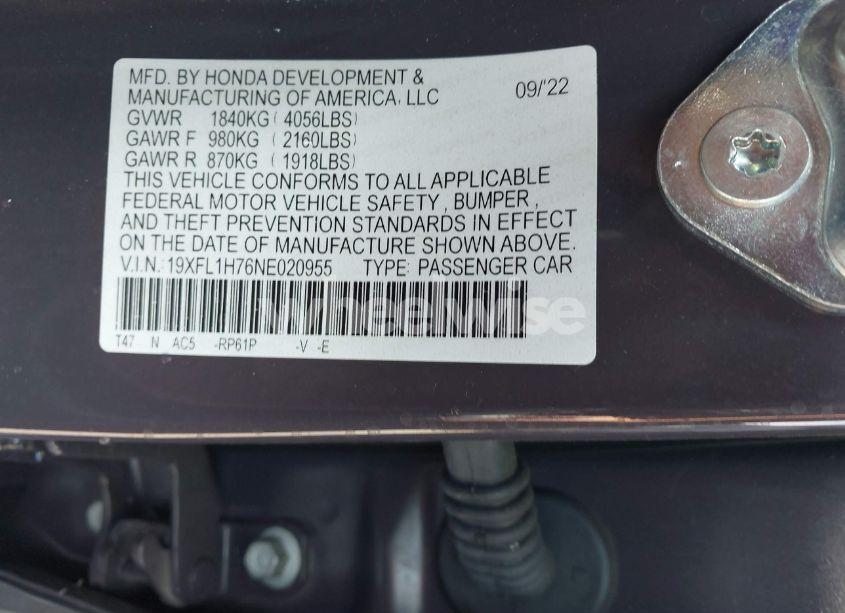 MFD. BY HONDA DEVELOPMENT &
MANUFACTURING OF AMERICA, LLC 09/'22
GVWR 1840KG ( 4056LBS)
GAWR F 980KG ( 2160LBS)
GAWR R 870KG ( 1918LBS)
THIS VEHICLE CONFORMS TO ALL APPLICABLE
FEDERAL MOTOR VEHICLE SAFETY, BUMPER,
AND THEFT PREVENTION STANDARDS IN EFFECT
ON THE DATE OF MANUFACTURE SHOWN ABOVE.
V.I.N.: 19XFL1H76NE020955 TYPE: PASSENGER CAR
wheelwise
T47 N AC5 -RP61P -V -E